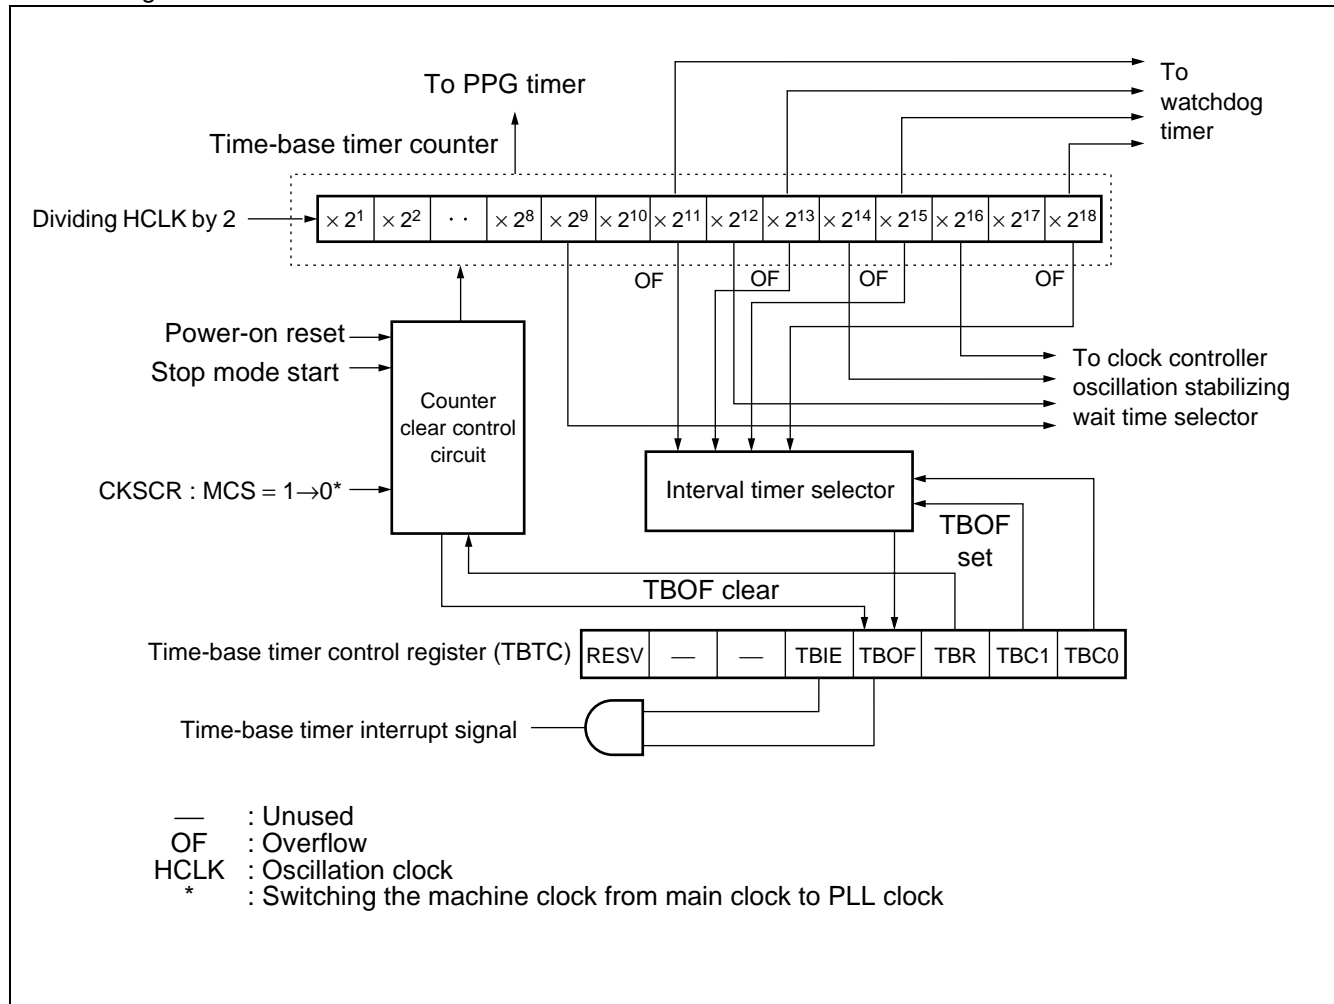 To PPG timer
To
watchdog
timer
Time-base timer counter
Dividing HCLK by 2
× 2¹ × 2² ·· × 2⁸ × 2⁹ × 2¹⁰ × 2¹¹ × 2¹² × 2¹³ × 2¹⁴ × 2¹⁵ × 2¹⁶ × 2¹⁷ × 2¹⁸
OF OF OF OF
Power-on reset
Stop mode start
To clock controller
oscillation stabilizing
wait time selector
Counter
clear control
circuit
CKSCR : MCS = 1→0*
Interval timer selector
TBOF
set
TBOF clear
Time-base timer control register (TBTC)
RESV — — TBIE TBOF TBR TBC1 TBC0
Time-base timer interrupt signal
— : Unused
OF : Overflow
HCLK : Oscillation clock
* : Switching the machine clock from main clock to PLL clock